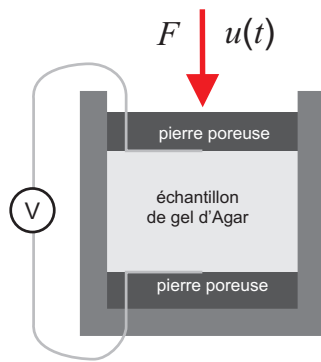 F u(t)
pierre poreuse
échantillon
de gel d'Agar
V
pierre poreuse